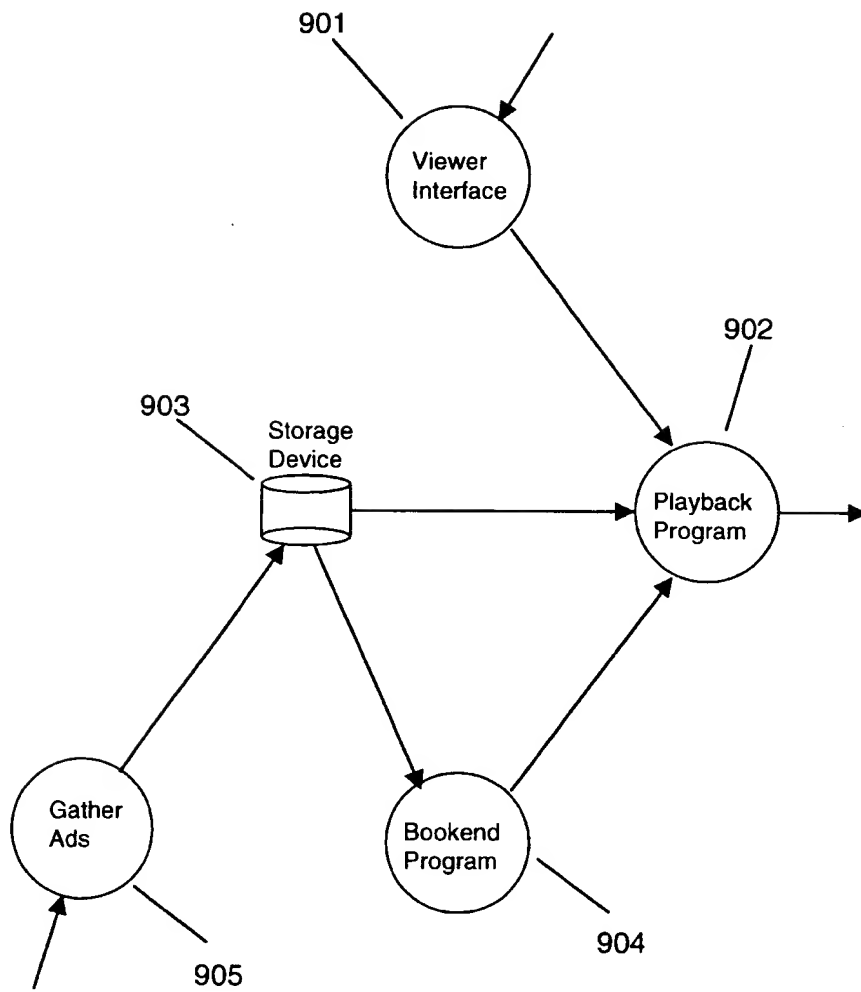 901
Viewer
Interface
902
903
Storage
Device
Playback
Program
Gather
Ads
Bookend
Program
904
905